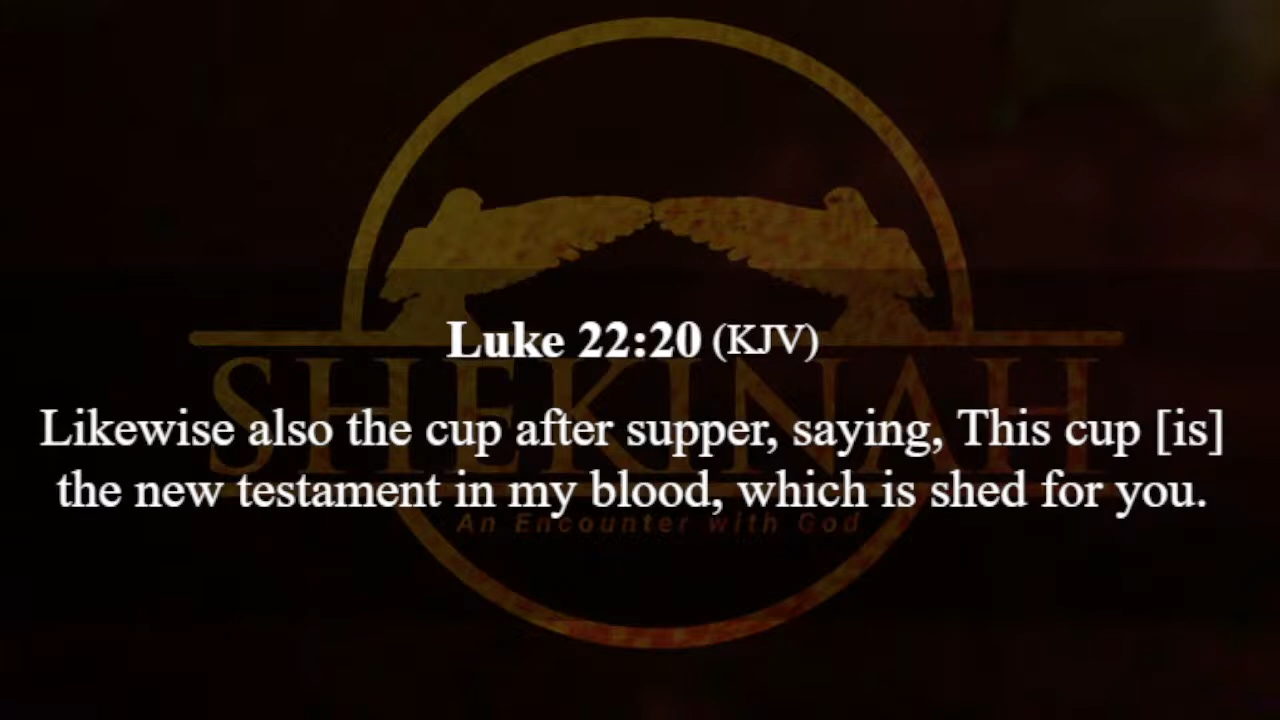 Luke 22:20 (KJV)
SHEKINAH
Likewise also the cup after supper, saying, This cup [is]
the new testament in my blood, which is shed for you.
An Encounter with God